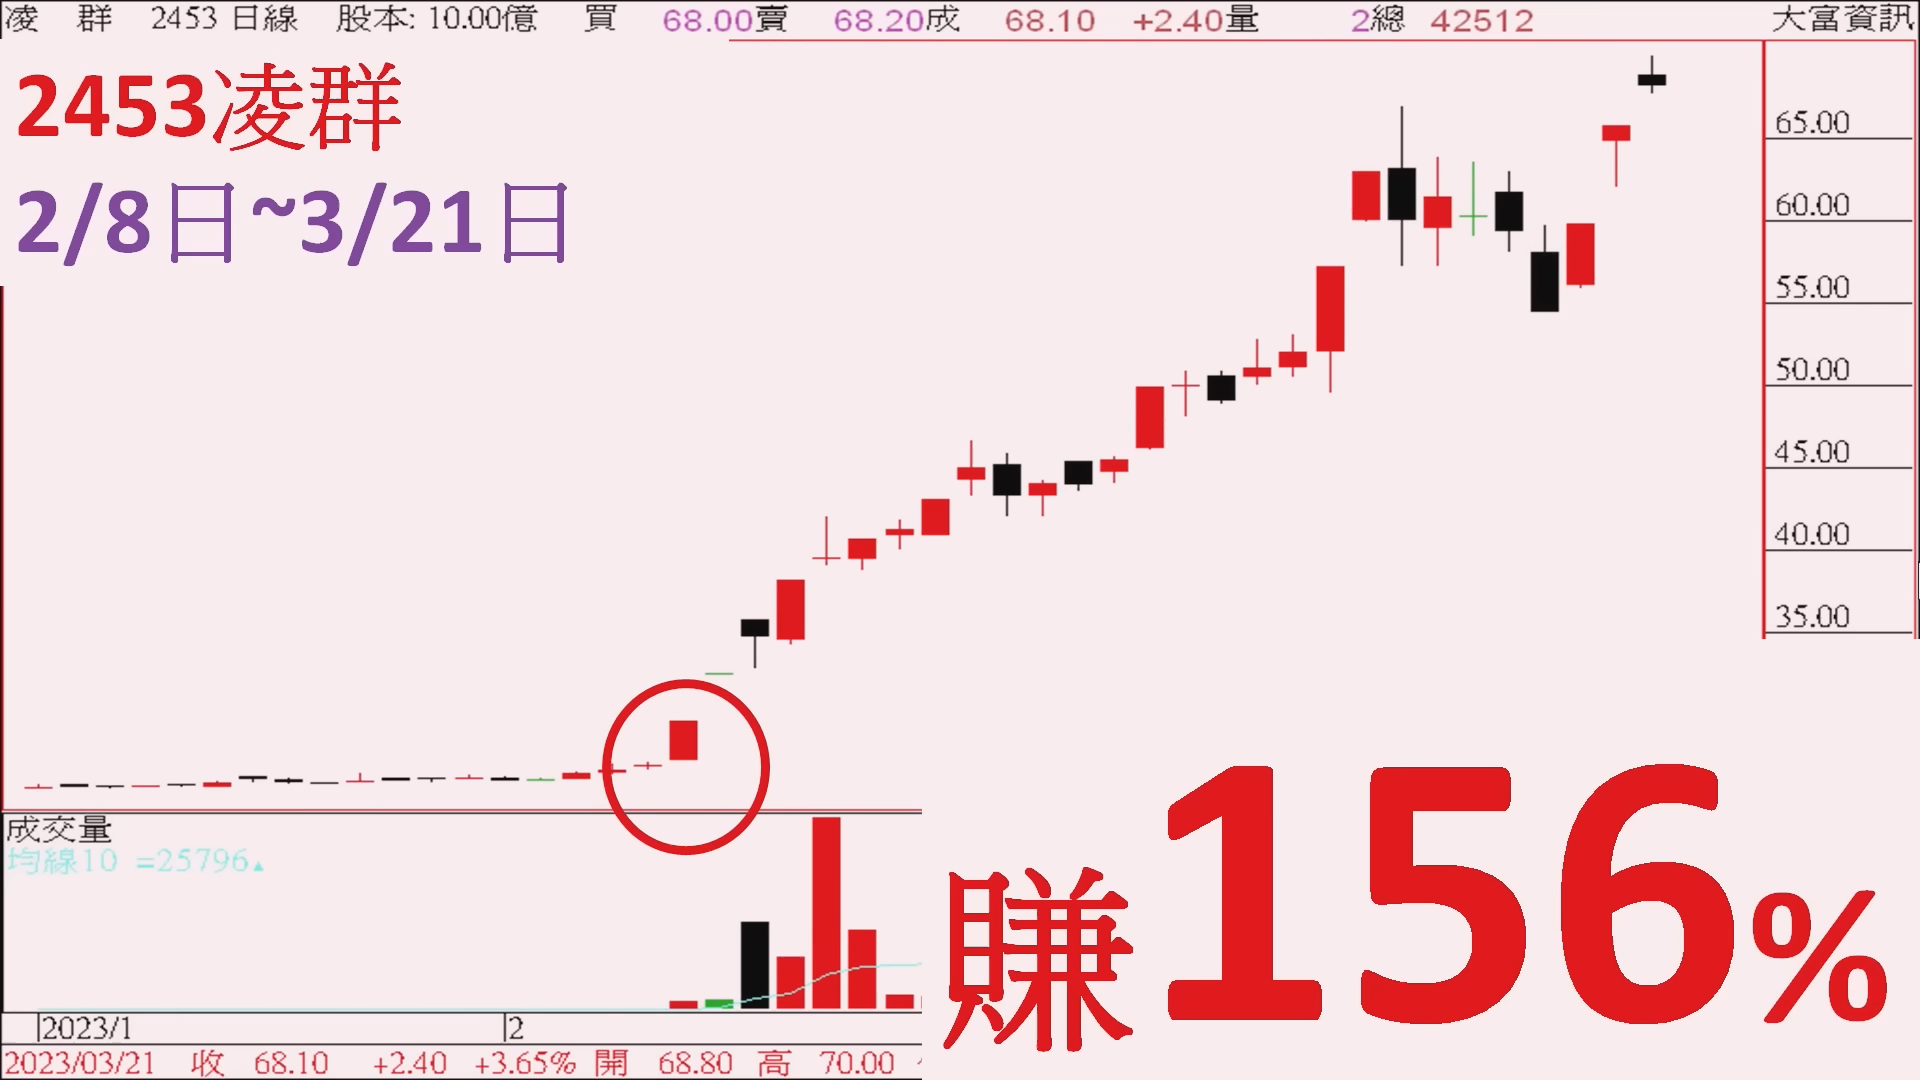 凌 群 2453 日線 股本: 10.00億 買 68.00賣 68.20成 68.10 +2.40量 2總 42512 大富資訊
2453凌群
2/8日~3/21日
65.00
60.00
55.00
50.00
45.00
40.00
35.00
成交量
均線10 =25796▲
賺156%
2023/1 2
2023/03/21 收 68.10 +2.40 +3.65% 開 68.80 高 70.00